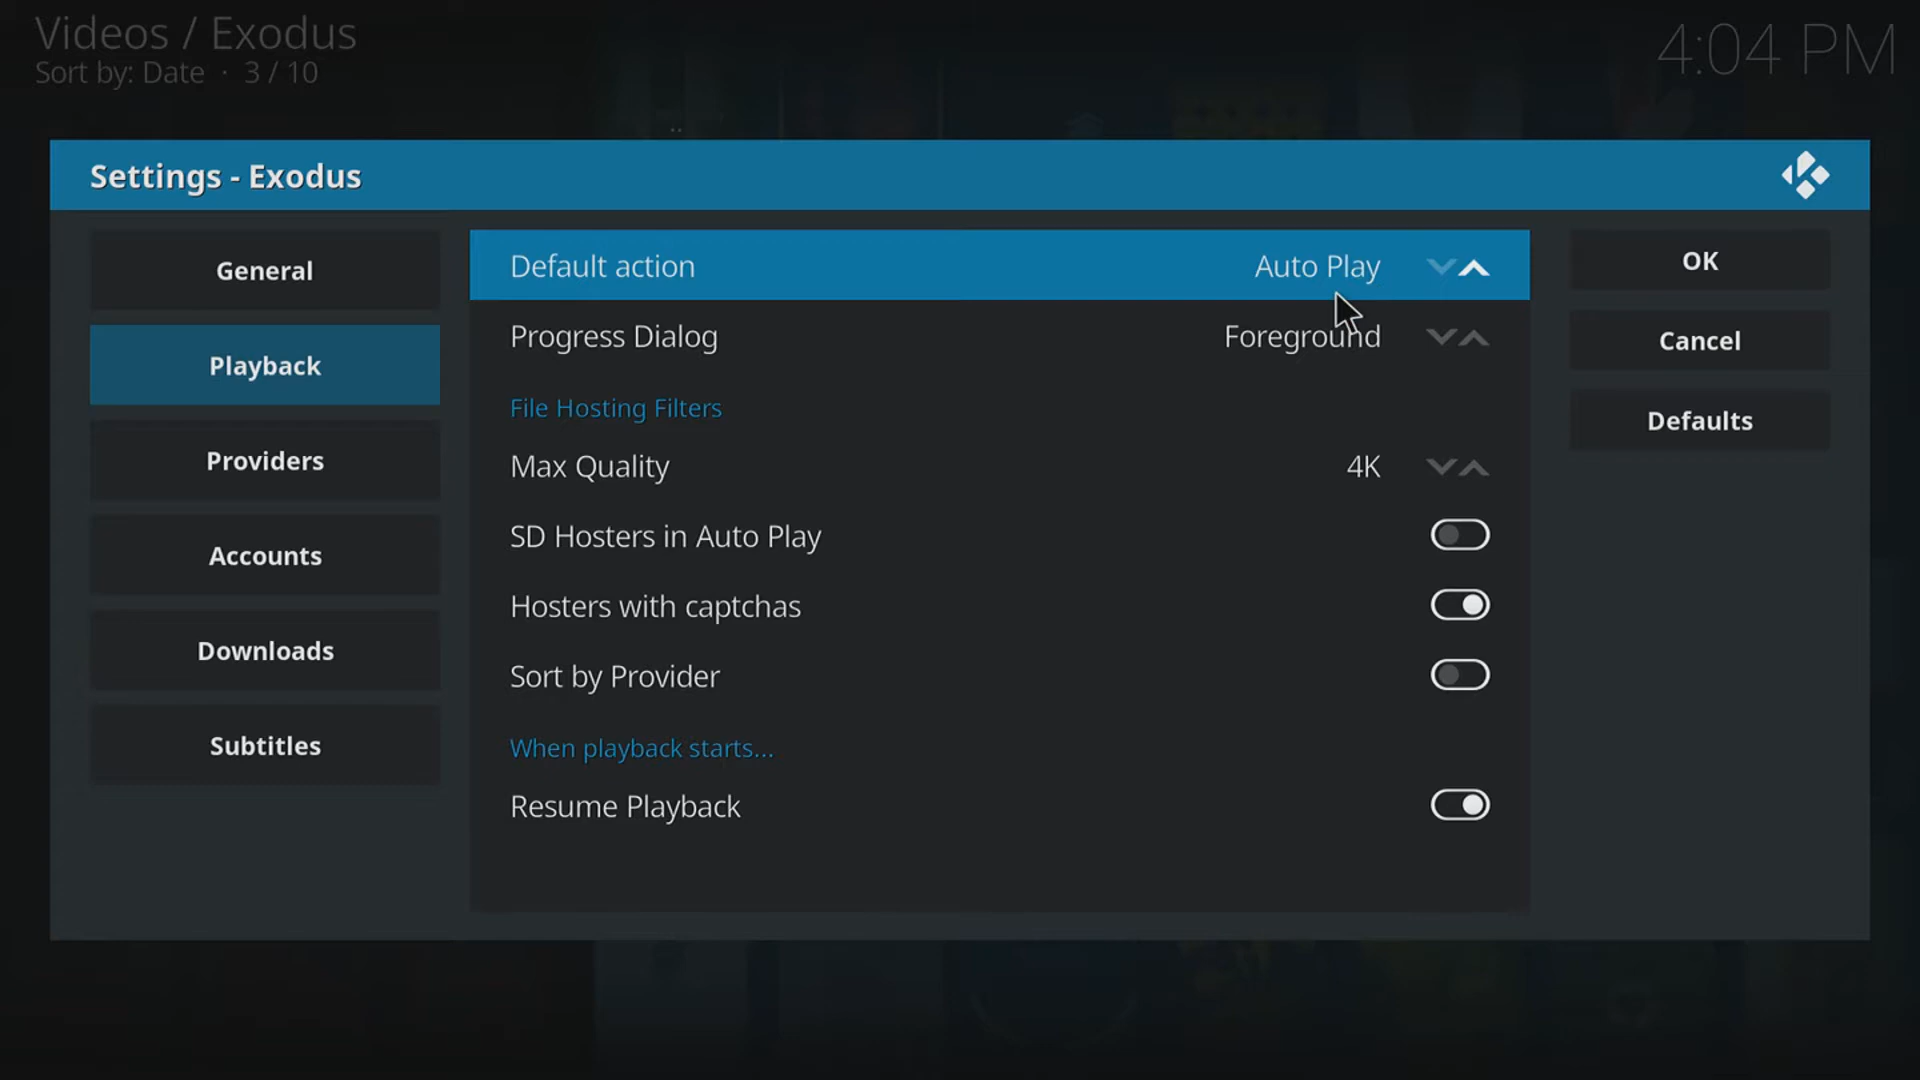 Videos / Exodus
Sort by: Date · 3 / 10
4:04 PM
..
Settings - Exodus
General
Playback
Providers
Accounts
Downloads
Subtitles
Default action Auto Play
Progress Dialog Foreground
File Hosting Filters
Max Quality 4K
SD Hosters in Auto Play
Hosters with captchas
Sort by Provider
When playback starts...
Resume Playback
OK
Cancel
Defaults